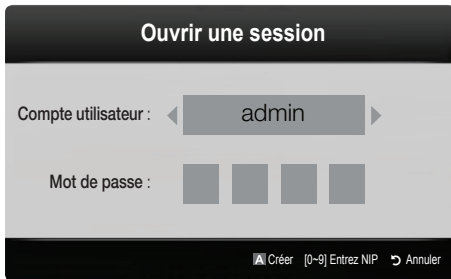 Ouvrir une session
Compte utilisateur : admin
Mot de passe :
A Créer [0~9] Entrez NIP Annuler